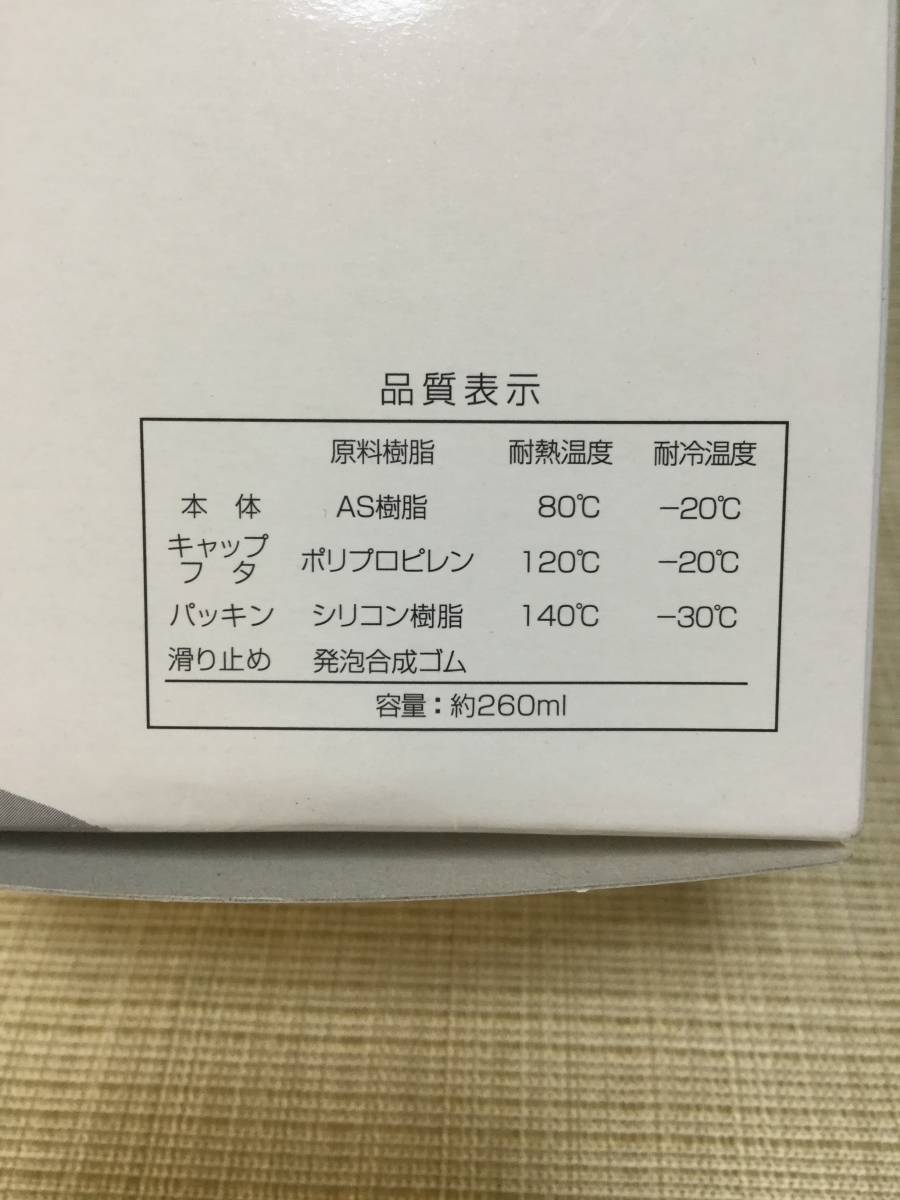 品質表示
原料樹脂 耐熱温度 耐冷温度
本 体 AS樹脂 80℃ −20℃
キャップ
フ タ ポリプロピレン 120℃ −20℃
パッキン シリコン樹脂 140℃ −30℃
滑り止め 発泡合成ゴム
容量：約260ml